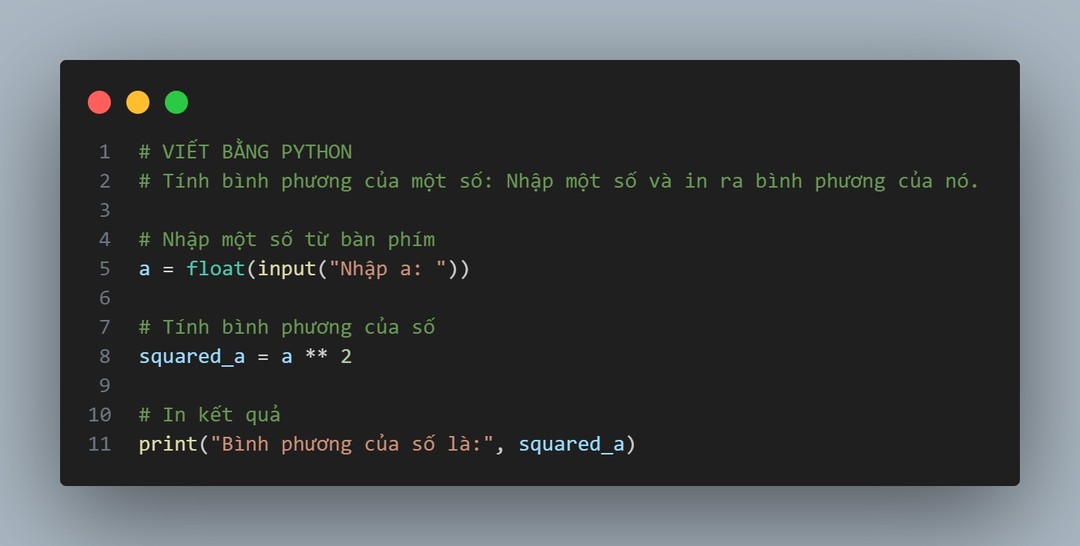 1 # VIẾT BẰNG PYTHON
2 # Tính bình phương của một số: Nhập một số và in ra bình phương của nó.
3
4 # Nhập một số từ bàn phím
5 a = float(input("Nhập a: "))
6
7 # Tính bình phương của số
8 squared_a = a ** 2
9
10 # In kết quả
11 print("Bình phương của số là:", squared_a)